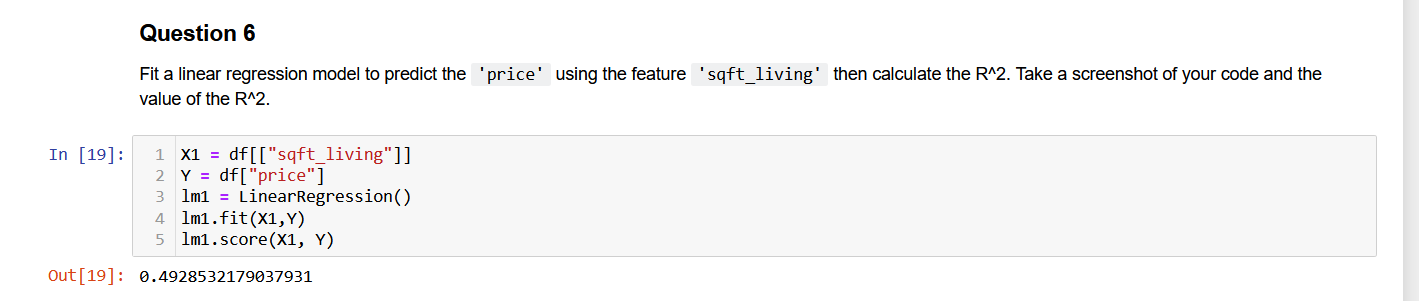 Question 6
Fit a linear regression model to predict the 'price' using the feature 'sqft_living' then calculate the R^2. Take a screenshot of your code and the
value of the R^2.
In [19]:
1 X1 = df[["sqft_living"]]
2 Y = df["price"]
3 lm1 = LinearRegression()
4 lm1.fit(X1,Y)
5 lm1.score(X1, Y)
Out[19]: 0.4928532179037931